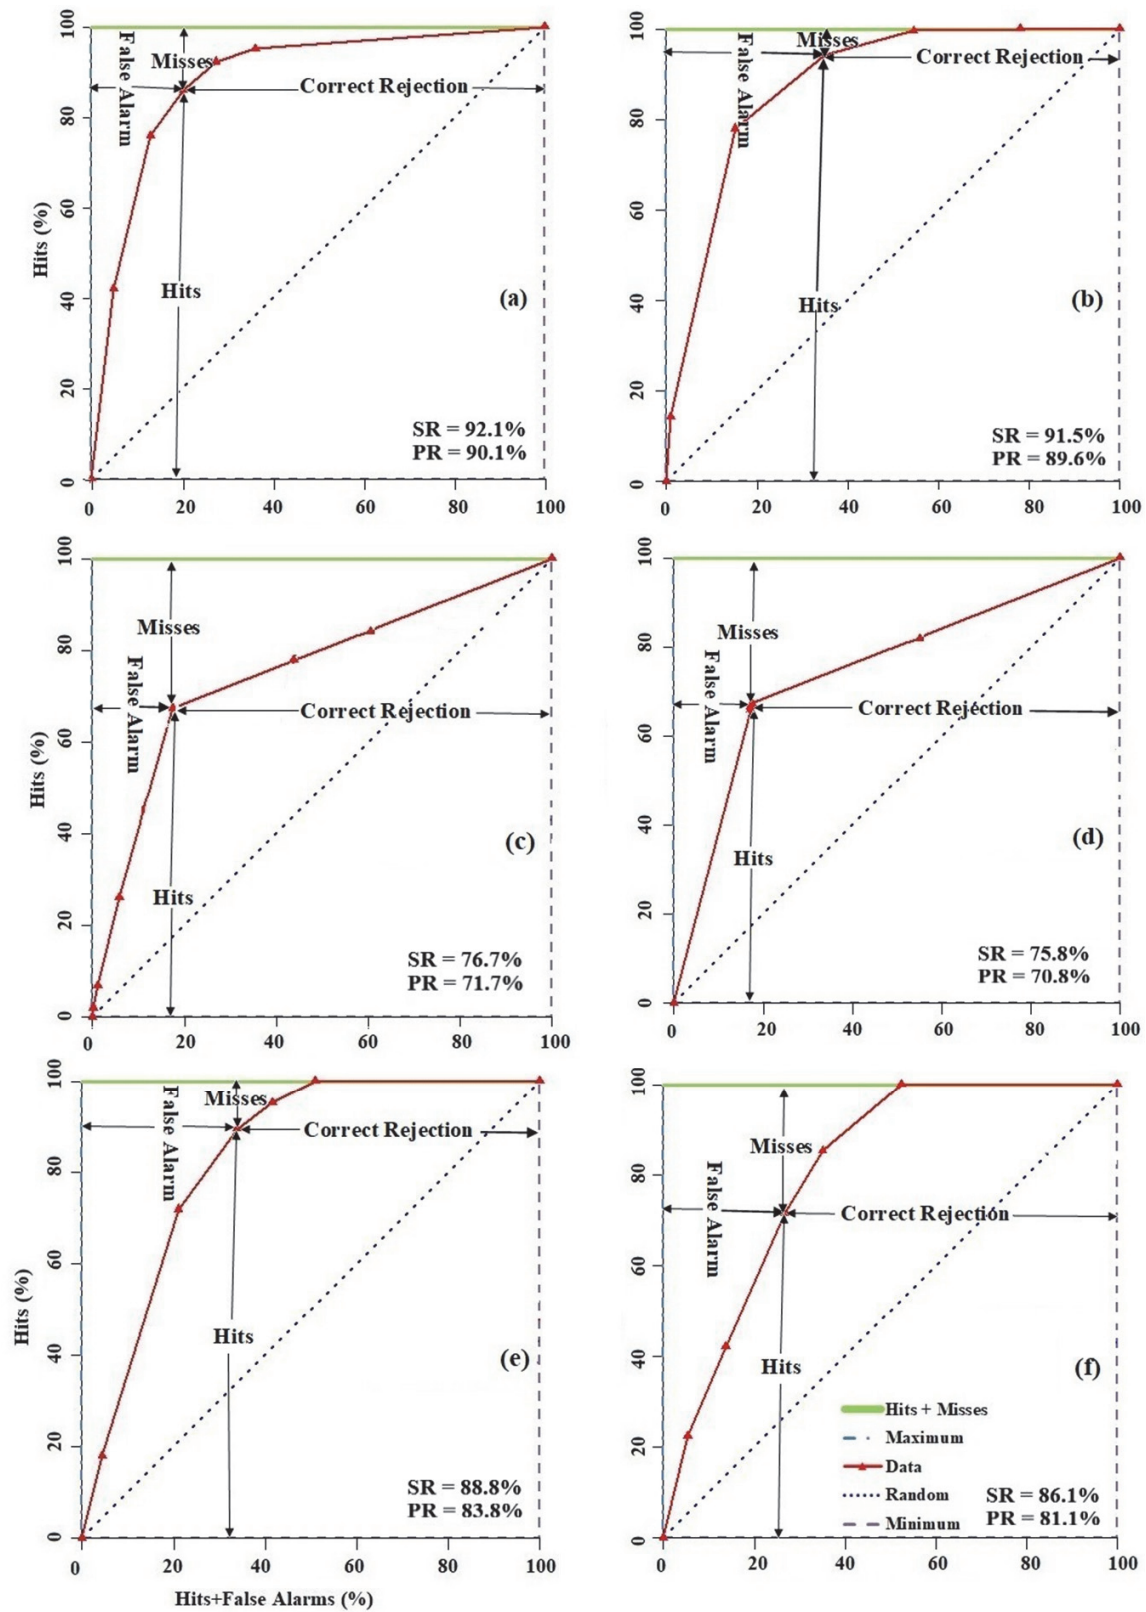 100
80
60
40
20
0
Hits (%)
False Alarm
Misses
Correct Rejection
Hits
(a)
SR = 92.1%
PR = 90.1%
0 20 40 60 80 100
100
80
60
40
20
0
False Alarm
Misses
Correct Rejection
Hits
(b)
SR = 91.5%
PR = 89.6%
0 20 40 60 80 100
100
80
60
40
20
0
Hits (%)
Misses
False Alarm
Correct Rejection
Hits
(c)
SR = 76.7%
PR = 71.7%
0 20 40 60 80 100
100
80
60
40
20
0
Misses
False Alarm
Correct Rejection
Hits
(d)
SR = 75.8%
PR = 70.8%
0 20 40 60 80 100
100
80
60
40
20
0
Hits (%)
False Alarm
Misses
Correct Rejection
Hits
(e)
SR = 88.8%
PR = 83.8%
0 20 40 60 80 100
Hits+False Alarms (%)
100
80
60
40
20
0
Misses
False Alarm
Correct Rejection
Hits
(f)
Hits + Misses
Maximum
Data
Random
Minimum
SR = 86.1%
PR = 81.1%
0 20 40 60 80 100